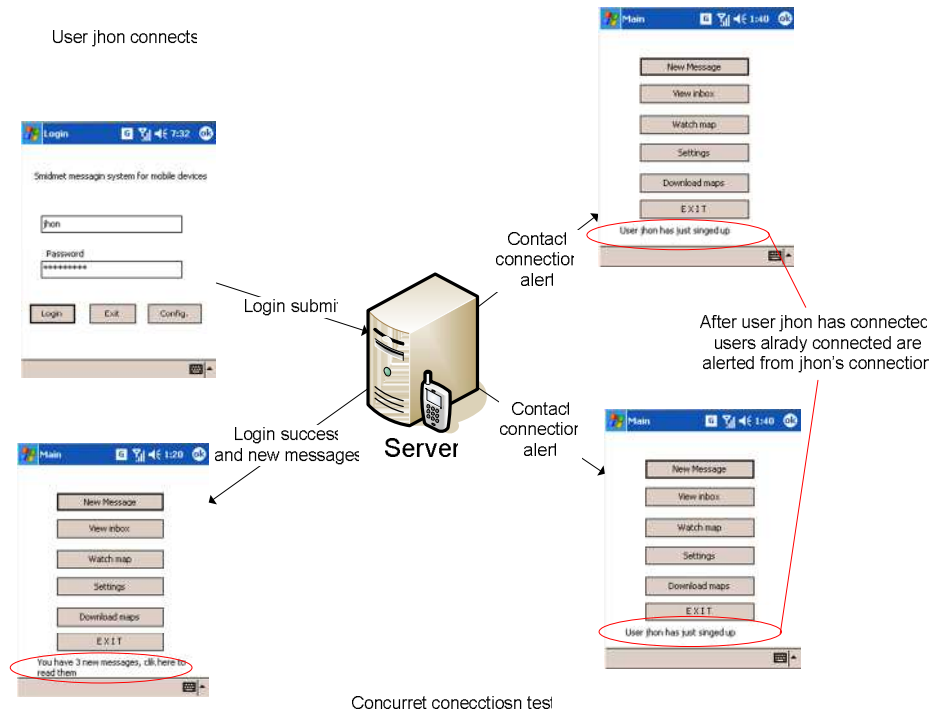 User jhon connects
Login
G
7:32
ok
Smidmet messagin system for mobile devices
jhon
Password
*********
Login
Exit
Config.
Login submit
Main
G
1:40
ok
New Message
View inbox
Watch map
Settings
Download maps
EXIT
User jhon has just singed up
Contact
connection
alert
After user jhon has connected
users alrady connected are
alerted from jhon's connection
Server
Login success
and new messages
Contact
connection
alert
Main
G
1:20
ok
New Message
View inbox
Watch map
Settings
Download maps
EXIT
You have 3 new messages, clik here to
read them
Main
G
1:40
ok
New Message
View inbox
Watch map
Settings
Download maps
EXIT
User jhon has just singed up
Concurret conecctiosn test